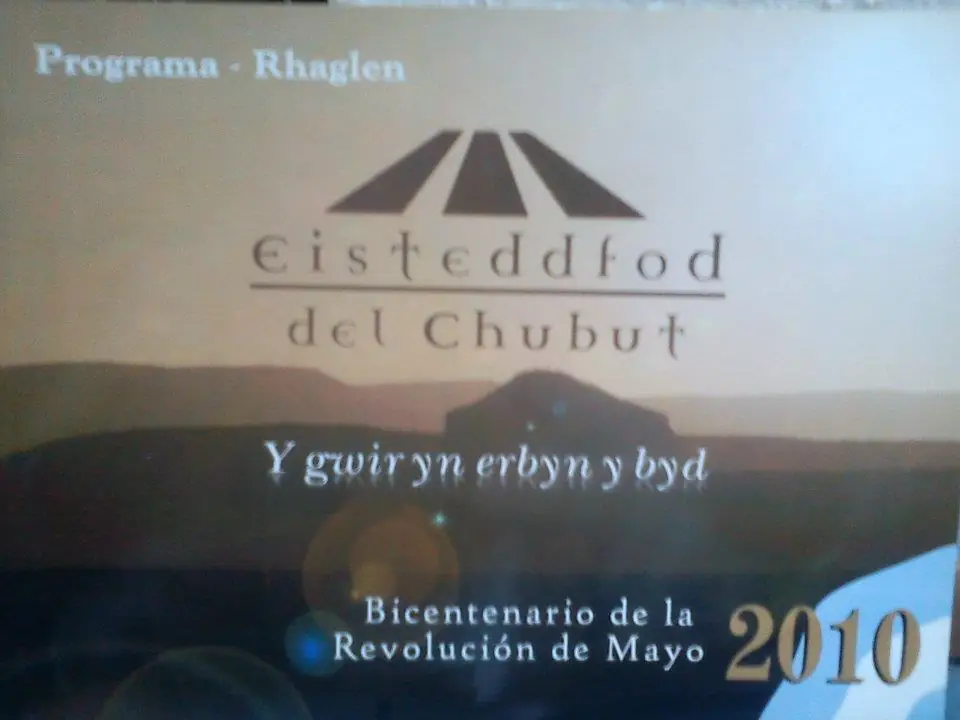 Programa - Rhaglen
Eisteddfod
del Chubut
Y gwir yn erbyn y byd
Bicentenario de la
Revolución de Mayo
2010